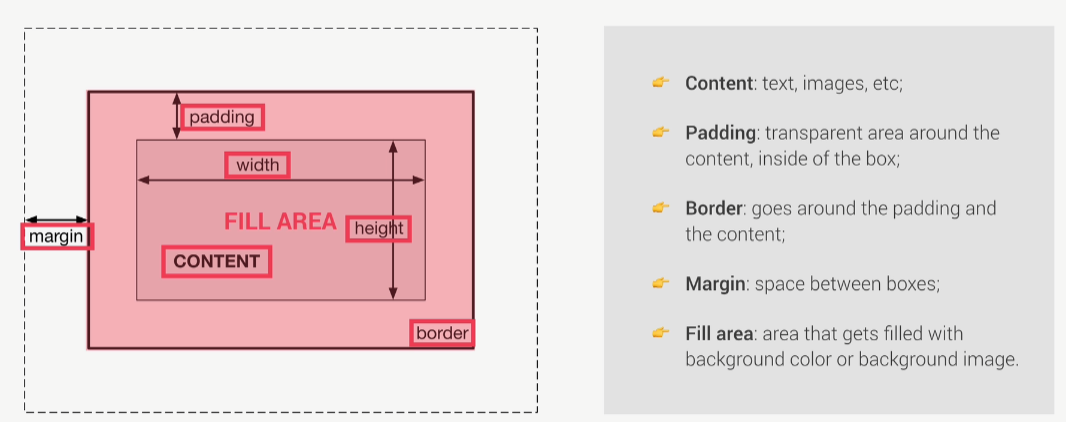 padding
width
FILL AREA
height
margin
CONTENT
border
Content: text, images, etc;
Padding: transparent area around the
content, inside of the box;
Border: goes around the padding and
the content;
Margin: space between boxes;
Fill area: area that gets filled with
background color or background image.